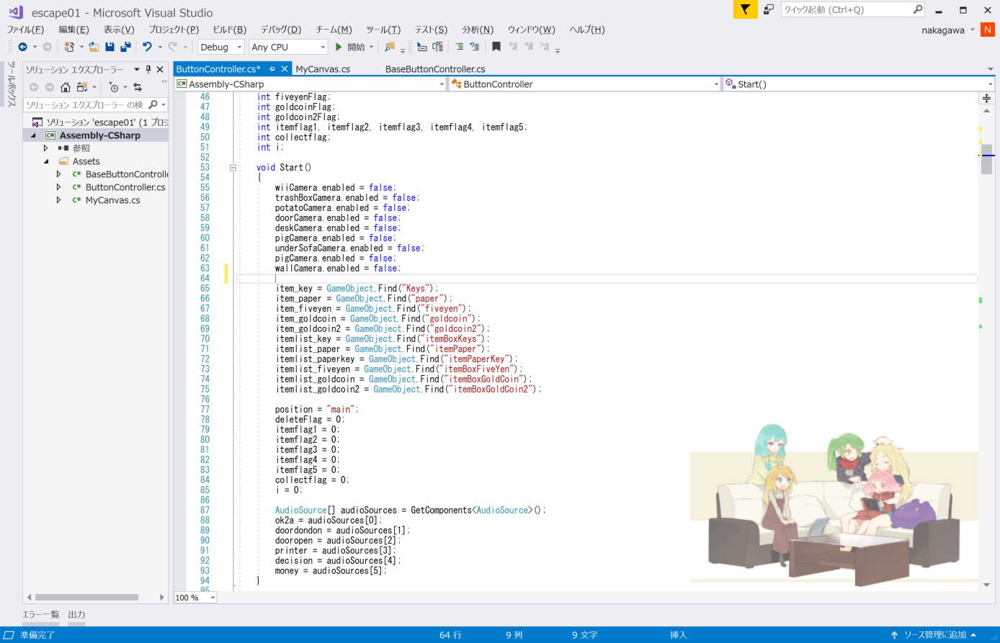 escape01 - Microsoft Visual Studio
クイック起動 (Ctrl+Q)
ファイル(F) 編集(E) 表示(V) プロジェクト(P) ビルド(B) デバッグ(D) チーム(M) ツール(T) テスト(S) 分析(N) ウィンドウ(W) ヘルプ(H)
nakagawa N
Debug Any CPU 開始
ツールボックス
ソリューション エクスプローラー
ソリューション エクスプローラー の検
ソリューション 'escape01' (1 プロジ
Assembly-CSharp
参照
Assets
C# BaseButtonControlle
C# ButtonController.cs
C# MyCanvas.cs
ButtonController.cs* MyCanvas.cs BaseButtonController.cs
Assembly-CSharp ButtonController Start()
46 int fiveyenFlag;
47 int goldcoinFlag;
48 int goldcoin2Flag;
49 int itemflag1, itemflag2, itemflag3, itemflag4, itemflag5;
50 int collectflag;
51 int i;
52
53 void Start()
54 {
55 wiiCamera.enabled = false;
56 trashBoxCamera.enabled = false;
57 potatoCamera.enabled = false;
58 doorCamera.enabled = false;
59 deskCamera.enabled = false;
60 pigCamera.enabled = false;
61 underSofaCamera.enabled = false;
62 pigCamera.enabled = false;
63 wallCamera.enabled = false;
64
65 item_key = GameObject.Find("Keys");
66 item_paper = GameObject.Find("paper");
67 item_fiveyen = GameObject.Find("fiveyen");
68 item_goldcoin = GameObject.Find("goldcoin");
69 item_goldcoin2 = GameObject.Find("goldcoin2");
70 itemlist_key = GameObject.Find("itemBoxKeys");
71 itemlist_paper = GameObject.Find("itemPaper");
72 itemlist_paperkey = GameObject.Find("itemPaperKey");
73 itemlist_fiveyen = GameObject.Find("itemBoxFiveYen");
74 itemlist_goldcoin = GameObject.Find("itemBoxGoldCoin");
75 itemlist_goldcoin2 = GameObject.Find("itemBoxGoldCoin2");
76
77 position = "main";
78 deleteFlag = 0;
79 itemflag1 = 0;
80 itemflag2 = 0;
81 itemflag3 = 0;
82 itemflag4 = 0;
83 itemflag5 = 0;
84 collectflag = 0;
85 i = 0;
86
87 AudioSource[] audioSources = GetComponents<AudioSource>();
88 ok2a = audioSources[0];
89 doordondon = audioSources[1];
90 dooropen = audioSources[2];
91 printer = audioSources[3];
92 decision = audioSources[4];
93 money = audioSources[5];
94 }
95
100 %
エラー一覧 出力
準備完了 64 行 9 列 9 文字 挿入 ソース管理に追加